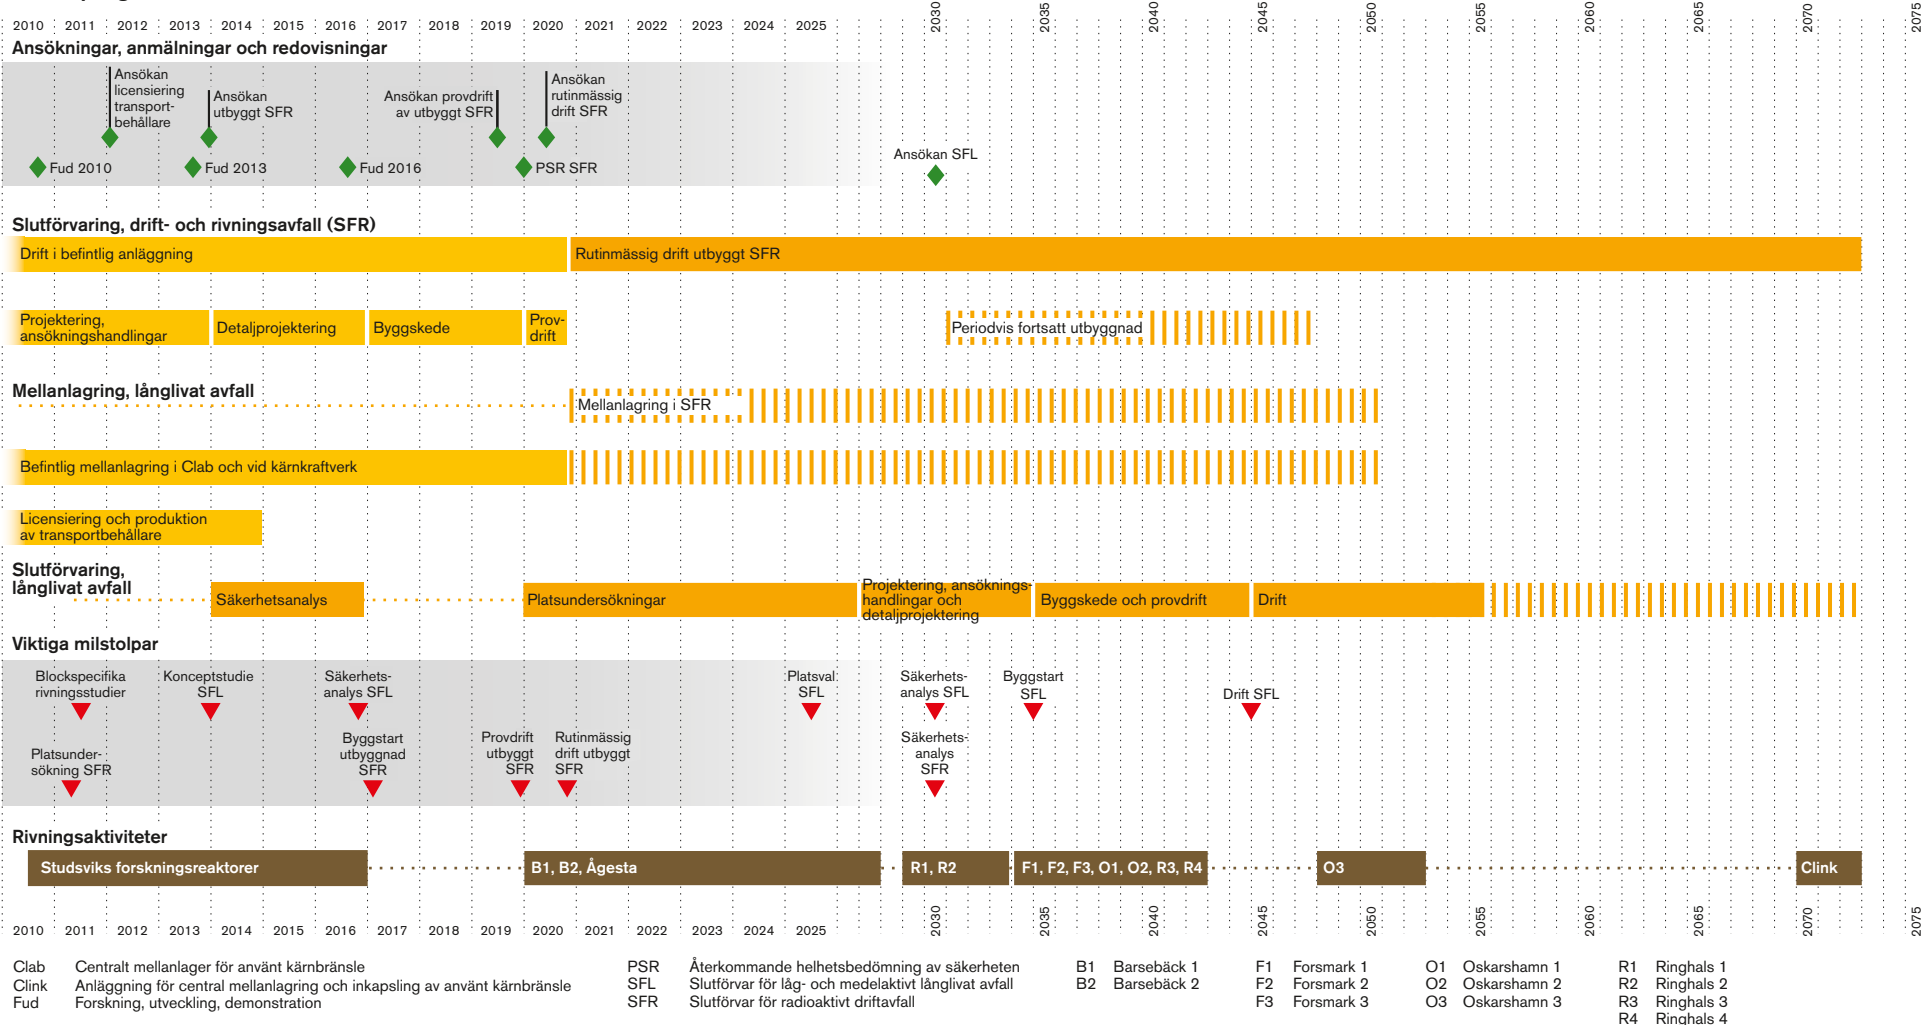 2010 2011 2012 2013 2014 2015 2016 2017 2018 2019 2020 2021 2022 2023 2024 2025 2030 2035 2040 2045 2050 2055 2060 2065 2070 2075
Ansökningar, anmälningar och redovisningar
Ansökan
licensiering
transport-
behållare
Ansökan
utbyggt SFR
Ansökan provdrift
av utbyggt SFR
Ansökan
rutinmässig
drift SFR
Fud 2010
Fud 2013
Fud 2016
PSR SFR
Ansökan SFL
Slutförvaring, drift- och rivningsavfall (SFR)
Drift i befintlig anläggning
Rutinmässig drift utbyggt SFR
Projektering,
ansökningshandlingar
Detaljprojektering
Byggskede
Prov-
drift
Periodvis fortsatt utbyggnad
Mellanlagring, långlivat avfall
Mellanlagring i SFR
Befintlig mellanlagring i Clab och vid kärnkraftverk
Licensiering och produktion
av transportbehållare
Slutförvaring,
långlivat avfall
Säkerhetsanalys
Platsundersökningar
Projektering, ansöknings-
handlingar och
detaljprojektering
Byggskede och provdrift
Drift
Viktiga milstolpar
Blockspecifika
rivningsstudier
Konceptstudie
SFL
Säkerhets-
analys SFL
Platsval
SFL
Säkerhets-
analys SFL
Byggstart
SFL
Drift SFL
Platsunder-
sökning SFR
Byggstart
utbyggnad
SFR
Provdrift
utbyggt
SFR
Rutinmässig
drift utbyggt
SFR
Säkerhets-
analys
SFR
Rivningsaktiviteter
Studsviks forskningsreaktorer
B1, B2, Ågesta
R1, R2
F1, F2, F3, O1, O2, R3, R4
O3
Clink
2010 2011 2012 2013 2014 2015 2016 2017 2018 2019 2020 2021 2022 2023 2024 2025 2030 2035 2040 2045 2050 2055 2060 2065 2070 2075
Clab Centralt mellanlager för använt kärnbränsle
Clink Anläggning för central mellanlagring och inkapsling av använt kärnbränsle
Fud Forskning, utveckling, demonstration
PSR Återkommande helhetsbedömning av säkerheten
SFL Slutförvar för låg- och medelaktivt långlivat avfall
SFR Slutförvar för radioaktivt driftavfall
B1 Barsebäck 1
B2 Barsebäck 2
F1 Forsmark 1
F2 Forsmark 2
F3 Forsmark 3
O1 Oskarshamn 1
O2 Oskarshamn 2
O3 Oskarshamn 3
R1 Ringhals 1
R2 Ringhals 2
R3 Ringhals 3
R4 Ringhals 4